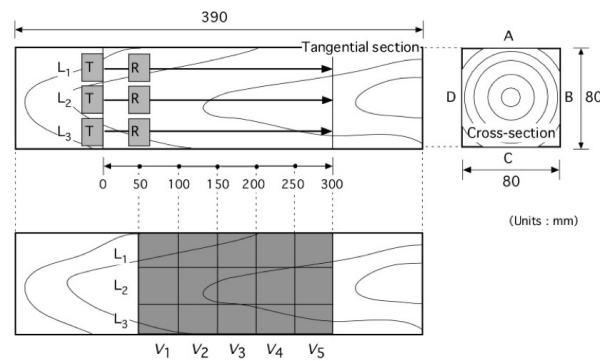 390
Tangential section
A
L1 T R
L2 T R
D B 80
L3 T R
Cross-section
C
0 50 100 150 200 250 300
80
(Units : mm)
L1
L2
L3
V1 V2 V3 V4 V5